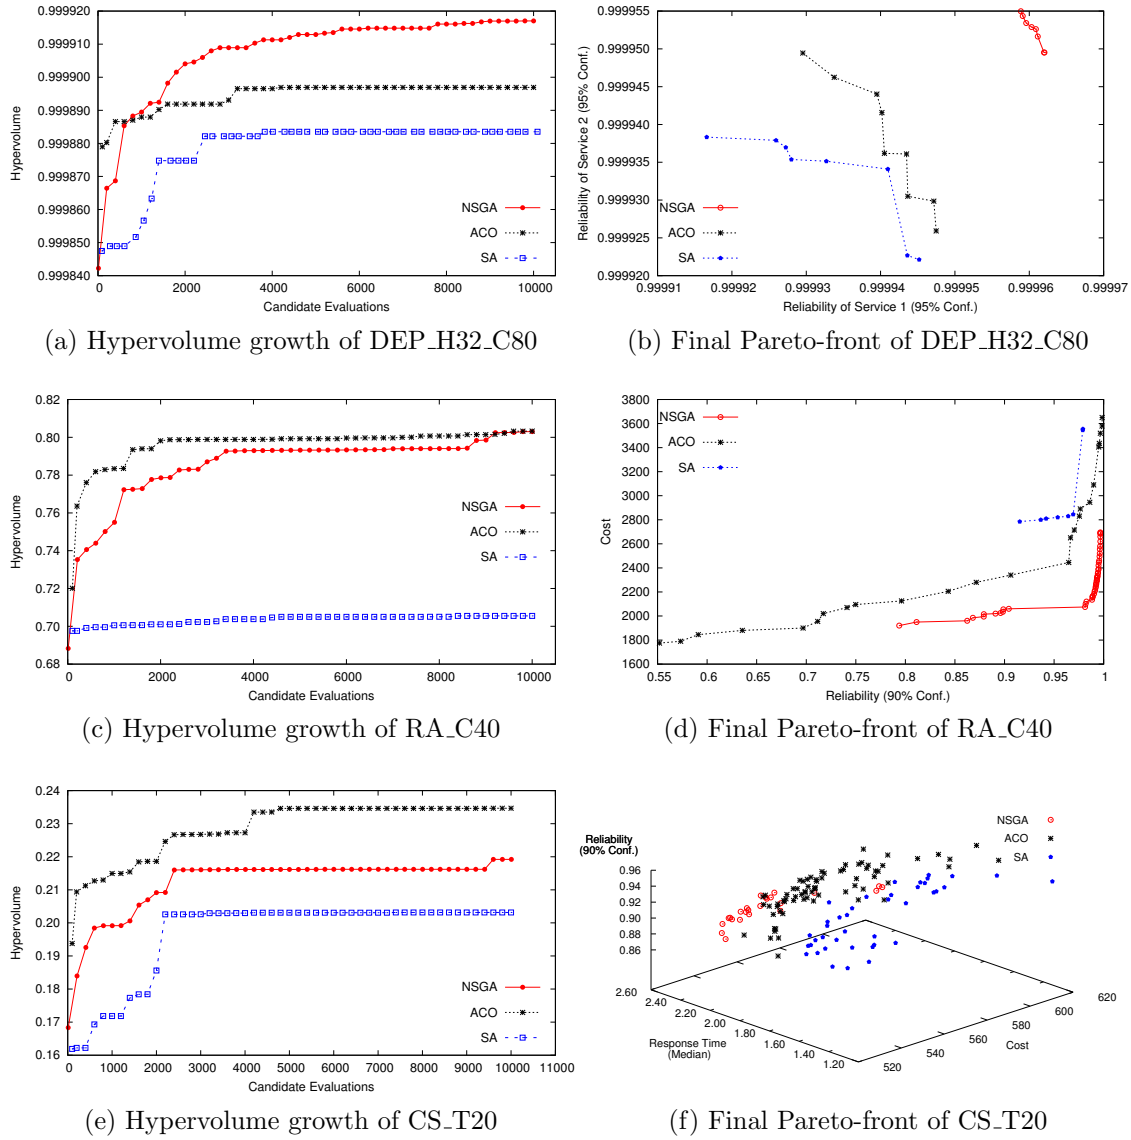 0.999920
0.999910
0.999900
0.999890
0.999880
0.999870
0.999860
0.999850
0.999840
0 2000 4000 6000 8000 10000
Hypervolume
Candidate Evaluations
NSGA
ACO
SA
(a) Hypervolume growth of DEP_H32_C80
0.999950
0.999945
0.999940
0.999935
0.999930
0.999925
0.999920
0.99991 0.99992 0.99993 0.99994 0.99995 0.99996 0.99997
Reliability of Service 2 (95% Conf.)
Reliability of Service 1 (95% Conf.)
NSGA
ACO
SA
(b) Final Pareto-front of DEP_H32_C80
0.82
0.80
0.78
0.76
0.74
0.72
0.70
0.68
0 2000 4000 6000 8000 10000
Hypervolume
Candidate Evaluations
NSGA
ACO
SA
(c) Hypervolume growth of RA_C40
3800
3600
3400
3200
3000
2800
2600
2400
2200
2000
1800
1600
0.55 0.6 0.65 0.7 0.75 0.8 0.85 0.9 0.95 1
Cost
Reliability (90% Conf.)
NSGA
ACO
SA
(d) Final Pareto-front of RA_C40
0.24
0.23
0.22
0.21
0.20
0.19
0.18
0.17
0.16
0 1000 2000 3000 4000 5000 6000 7000 8000 9000 10000 11000
Hypervolume
Candidate Evaluations
NSGA
ACO
SA
(e) Hypervolume growth of CS_T20
NSGA
ACO
SA
Reliability
(90% Conf.)
0.96
0.94
0.92
0.90
0.88
0.86
2.60
2.40
2.20
2.00
1.80
1.60
1.40
1.20
Response Time
(Median)
520
540
560
580
600
620
Cost
(f) Final Pareto-front of CS_T20